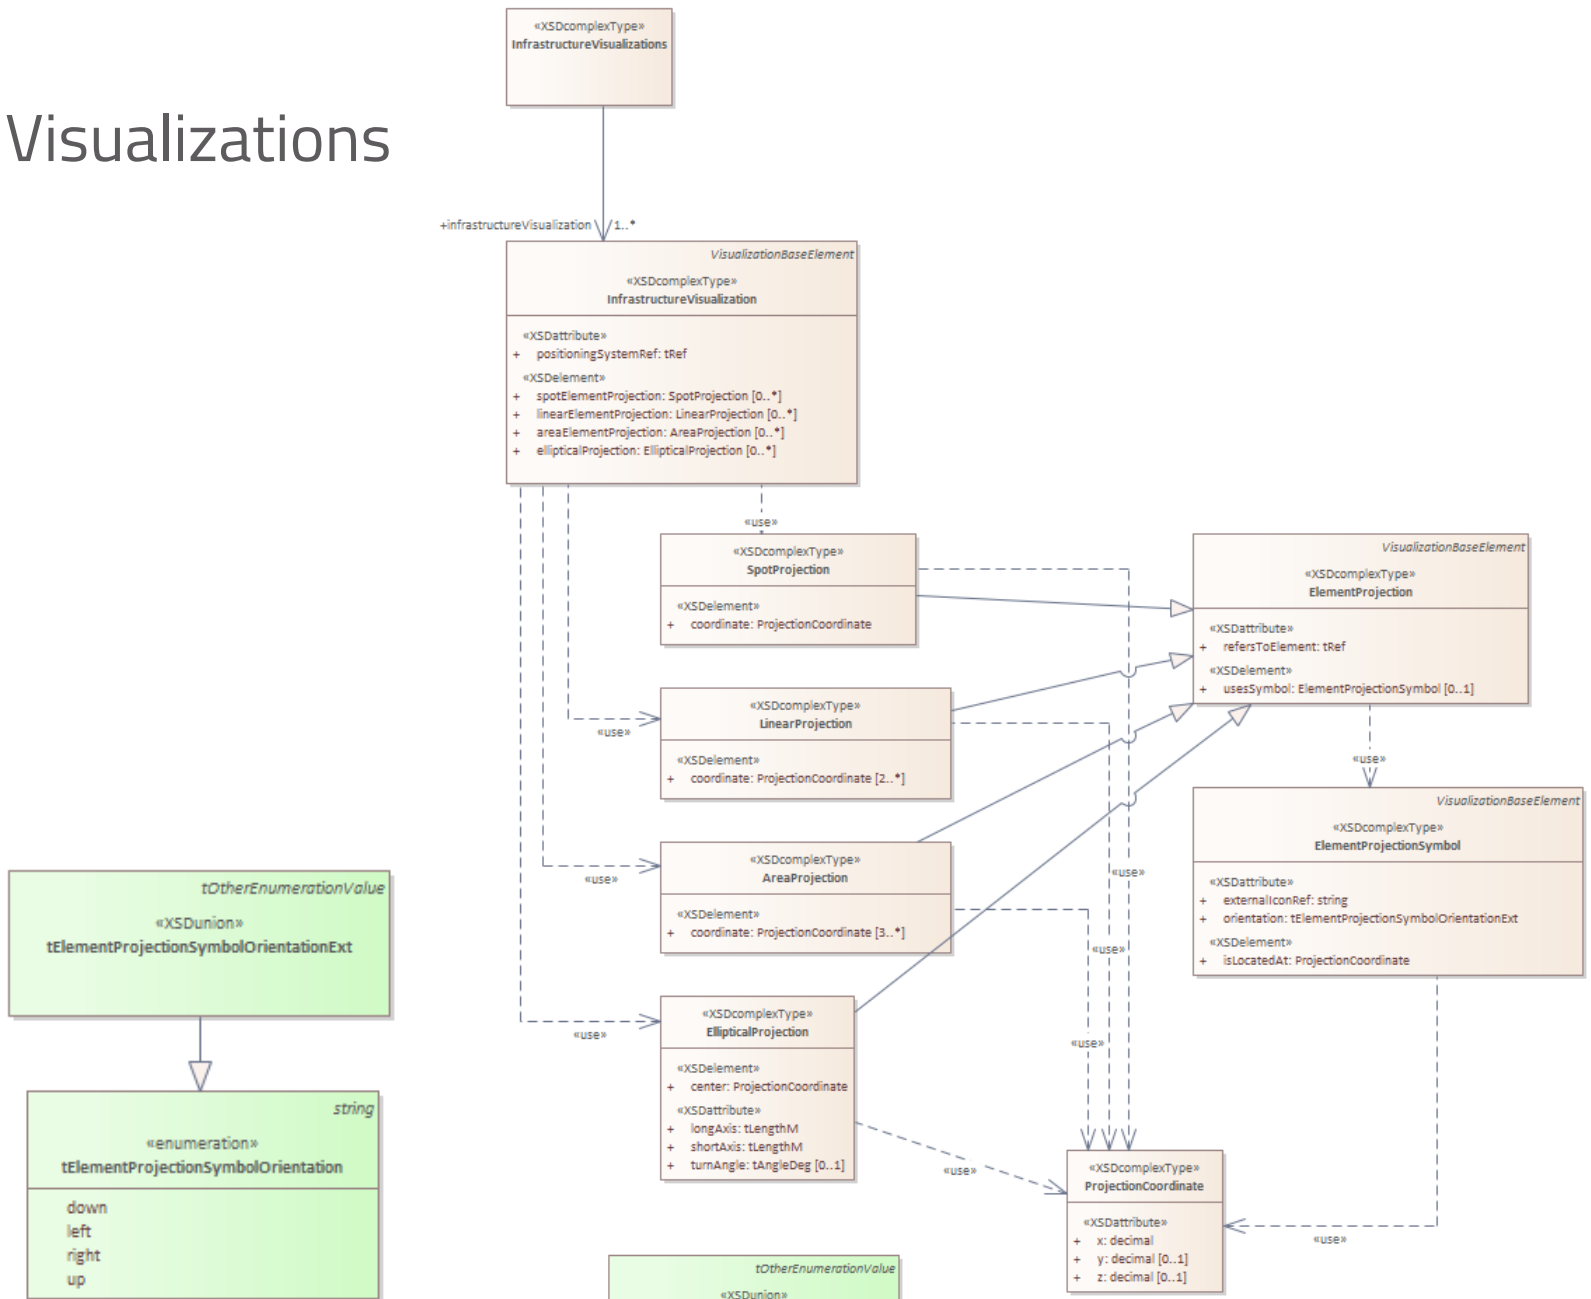 Visualizations
«XSDcomplexType»
InfrastructureVisualizations
+infrastructureVisualization
1..*
VisualizationBaseElement
«XSDcomplexType»
InfrastructureVisualization
«XSDattribute»
+ positioningSystemRef: tRef
«XSDelement»
+ spotElementProjection: SpotProjection [0..*]
+ linearElementProjection: LinearProjection [0..*]
+ areaElementProjection: AreaProjection [0..*]
+ ellipticalProjection: EllipticalProjection [0..*]
«use»
«XSDcomplexType»
SpotProjection
«XSDelement»
+ coordinate: ProjectionCoordinate
VisualizationBaseElement
«XSDcomplexType»
ElementProjection
«XSDattribute»
+ refersToElement: tRef
«XSDelement»
+ usesSymbol: ElementProjectionSymbol [0..1]
«use»
«XSDcomplexType»
LinearProjection
«XSDelement»
+ coordinate: ProjectionCoordinate [2..*]
«use»
VisualizationBaseElement
«XSDcomplexType»
ElementProjectionSymbol
«XSDattribute»
+ externalIconRef: string
+ orientation: tElementProjectionSymbolOrientationExt
«XSDelement»
+ isLocatedAt: ProjectionCoordinate
«use»
«XSDcomplexType»
AreaProjection
«XSDelement»
+ coordinate: ProjectionCoordinate [3..*]
«use»
«use»
«use»
tOtherEnumerationValue
«XSDunion»
tElementProjectionSymbolOrientationExt
«use»
«XSDcomplexType»
EllipticalProjection
«XSDelement»
+ center: ProjectionCoordinate
«XSDattribute»
+ longAxis: tLengthM
+ shortAxis: tLengthM
+ turnAngle: tAngleDeg [0..1]
«use»
string
«enumeration»
tElementProjectionSymbolOrientation
down
left
right
up
«XSDcomplexType»
ProjectionCoordinate
«XSDattribute»
+ x: decimal
+ y: decimal [0..1]
+ z: decimal [0..1]
«use»
tOtherEnumerationValue
«XSDunion»